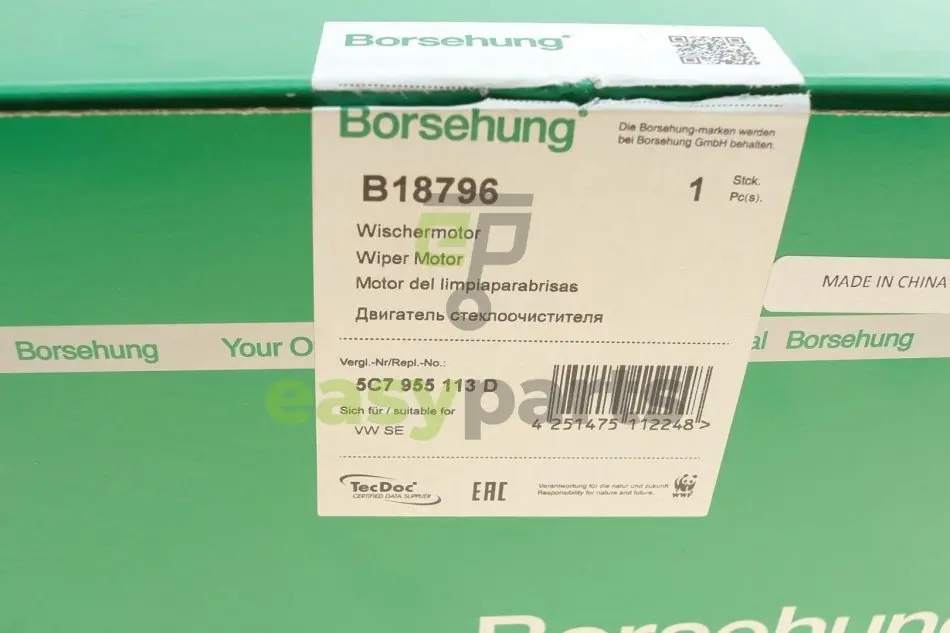 Borsehung
Borsehung
Die Borsehung-marken werden
bei Borsehung GmbH behalten.
B18796
1 Stck.
Pc(s).
Wischermotor
Wiper Motor
Motor del limpiaparabrisas
Двигатель стеклоочистителя
MADE IN CHINA
Borsehung Your O
al Borsehung
Vergl.-Nr/Repl.-No.:
5C7 955 113 D
Sich für / suitable for
VW SE
4 251475 112248 >
easyparts
TecDoc
CERTIFIED DATA SUPPLIER
EAC
Verantwortung für die natur und zukunft.
Responsibility for nature and future.
WWF
Borsehung